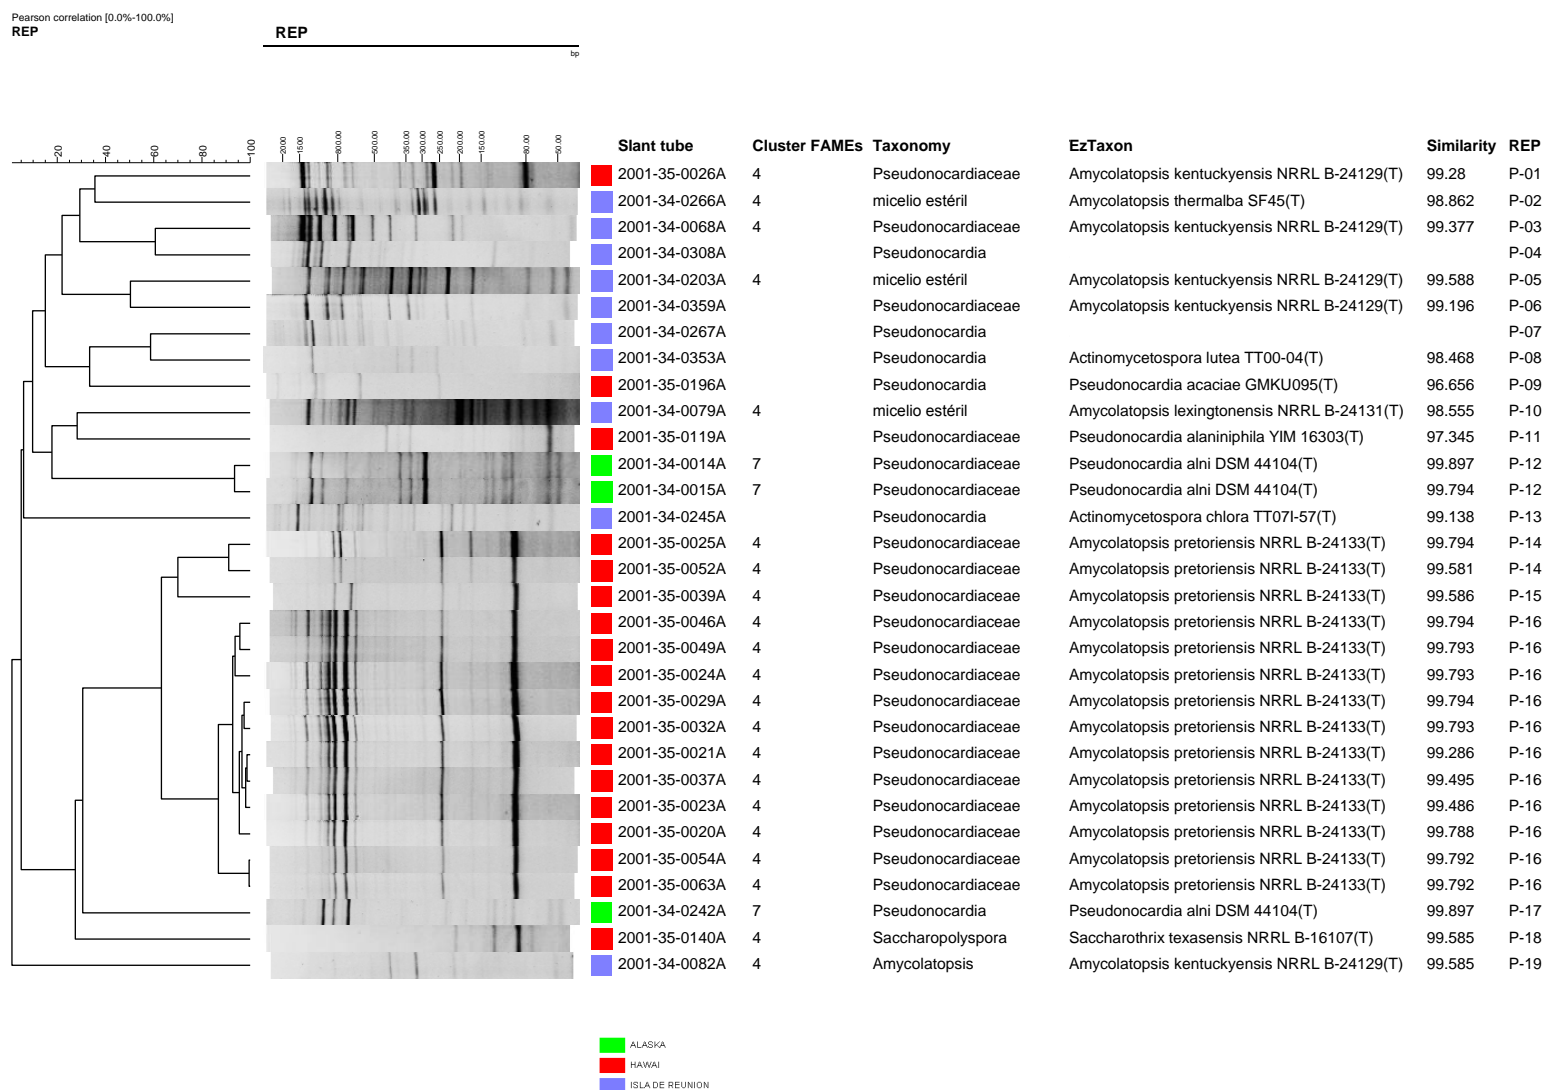 Pearson correlation [0.0%-100.0%]
REP REP
bp
20 40 60 80 100
2000 1500 600.00 500.00 350.00 300.00 250.00 200.00 150.00 80.00 50.00
Slant tube Cluster FAMEs Taxonomy EzTaxon Similarity REP
2001-35-0026A 4 Pseudonocardiaceae Amycolatopsis kentuckyensis NRRL B-24129(T) 99.28 P-01
2001-34-0266A 4 micelio estéril Amycolatopsis thermalba SF45(T) 98.862 P-02
2001-34-0068A 4 Pseudonocardiaceae Amycolatopsis kentuckyensis NRRL B-24129(T) 99.377 P-03
2001-34-0308A Pseudonocardia P-04
2001-34-0203A 4 micelio estéril Amycolatopsis kentuckyensis NRRL B-24129(T) 99.588 P-05
2001-34-0359A Pseudonocardiaceae Amycolatopsis kentuckyensis NRRL B-24129(T) 99.196 P-06
2001-34-0267A Pseudonocardia P-07
2001-34-0353A Pseudonocardia Actinomycetospora lutea TT00-04(T) 98.468 P-08
2001-35-0196A Pseudonocardia Pseudonocardia acaciae GMKU095(T) 96.656 P-09
2001-34-0079A 4 micelio estéril Amycolatopsis lexingtonensis NRRL B-24131(T) 98.555 P-10
2001-35-0119A Pseudonocardiaceae Pseudonocardia alaniniphila YIM 16303(T) 97.345 P-11
2001-34-0014A 7 Pseudonocardiaceae Pseudonocardia alni DSM 44104(T) 99.897 P-12
2001-34-0015A 7 Pseudonocardiaceae Pseudonocardia alni DSM 44104(T) 99.794 P-12
2001-34-0245A Pseudonocardia Actinomycetospora chlora TT07I-57(T) 99.138 P-13
2001-35-0025A 4 Pseudonocardiaceae Amycolatopsis pretoriensis NRRL B-24133(T) 99.794 P-14
2001-35-0052A 4 Pseudonocardiaceae Amycolatopsis pretoriensis NRRL B-24133(T) 99.581 P-14
2001-35-0039A 4 Pseudonocardiaceae Amycolatopsis pretoriensis NRRL B-24133(T) 99.586 P-15
2001-35-0046A 4 Pseudonocardiaceae Amycolatopsis pretoriensis NRRL B-24133(T) 99.794 P-16
2001-35-0049A 4 Pseudonocardiaceae Amycolatopsis pretoriensis NRRL B-24133(T) 99.793 P-16
2001-35-0024A 4 Pseudonocardiaceae Amycolatopsis pretoriensis NRRL B-24133(T) 99.793 P-16
2001-35-0029A 4 Pseudonocardiaceae Amycolatopsis pretoriensis NRRL B-24133(T) 99.794 P-16
2001-35-0032A 4 Pseudonocardiaceae Amycolatopsis pretoriensis NRRL B-24133(T) 99.793 P-16
2001-35-0021A 4 Pseudonocardiaceae Amycolatopsis pretoriensis NRRL B-24133(T) 99.286 P-16
2001-35-0037A 4 Pseudonocardiaceae Amycolatopsis pretoriensis NRRL B-24133(T) 99.495 P-16
2001-35-0023A 4 Pseudonocardiaceae Amycolatopsis pretoriensis NRRL B-24133(T) 99.486 P-16
2001-35-0020A 4 Pseudonocardiaceae Amycolatopsis pretoriensis NRRL B-24133(T) 99.788 P-16
2001-35-0054A 4 Pseudonocardiaceae Amycolatopsis pretoriensis NRRL B-24133(T) 99.792 P-16
2001-35-0063A 4 Pseudonocardiaceae Amycolatopsis pretoriensis NRRL B-24133(T) 99.792 P-16
2001-34-0242A 7 Pseudonocardia Pseudonocardia alni DSM 44104(T) 99.897 P-17
2001-35-0140A 4 Saccharopolyspora Saccharothrix texasensis NRRL B-16107(T) 99.585 P-18
2001-34-0082A 4 Amycolatopsis Amycolatopsis kentuckyensis NRRL B-24129(T) 99.585 P-19
ALASKA
HAWAI
ISLA DE REUNION